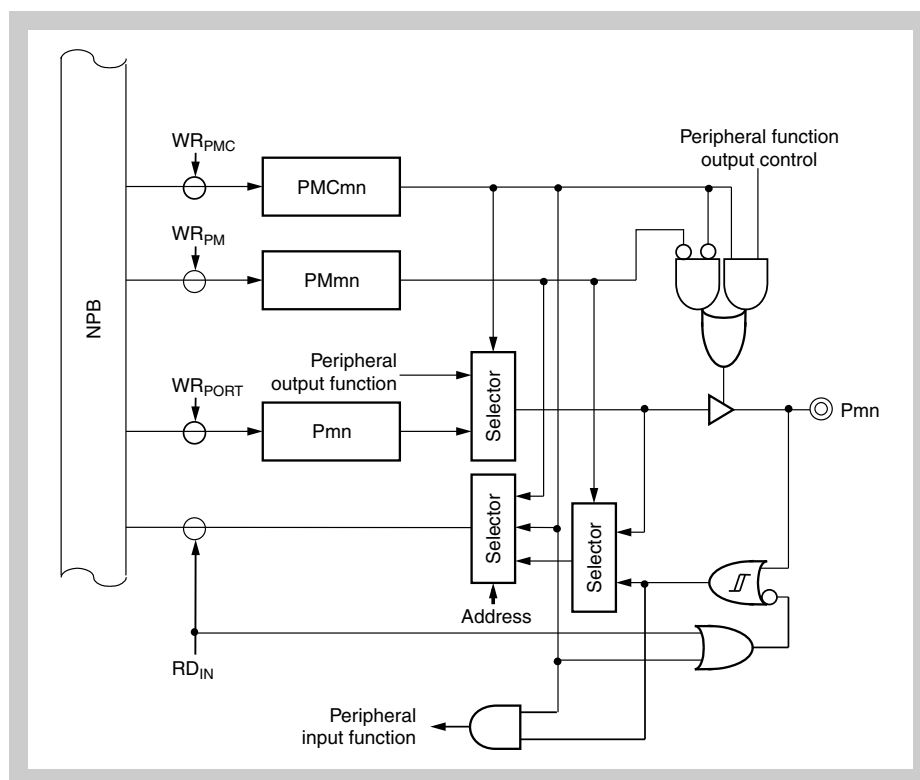 Peripheral function
output control
WRPMC
PMCmn
WRPM
PMmn
NPB
Peripheral
output function
Selector
WRPORT
Pmn
Pmn
Selector
Selector
Address
RDIN
Peripheral
input function